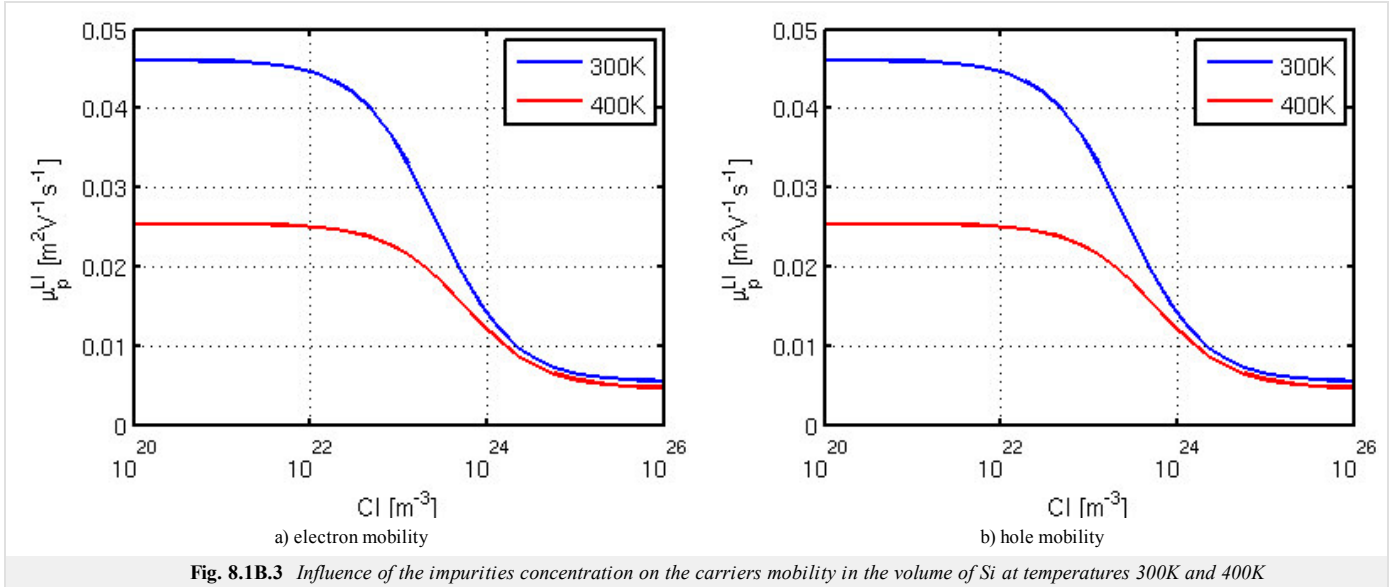 0.05
0.04
0.03
0.02
0.01
0
300K
400K
μp^LI [m²V⁻¹s⁻¹]
10^20
10^22
10^24
10^26
CI [m⁻³]
a) electron mobility
0.05
0.04
0.03
0.02
0.01
0
300K
400K
μp^LI [m²V⁻¹s⁻¹]
10^20
10^22
10^24
10^26
CI [m⁻³]
b) hole mobility
Fig. 8.1B.3 Influence of the impurities concentration on the carriers mobility in the volume of Si at temperatures 300K and 400K